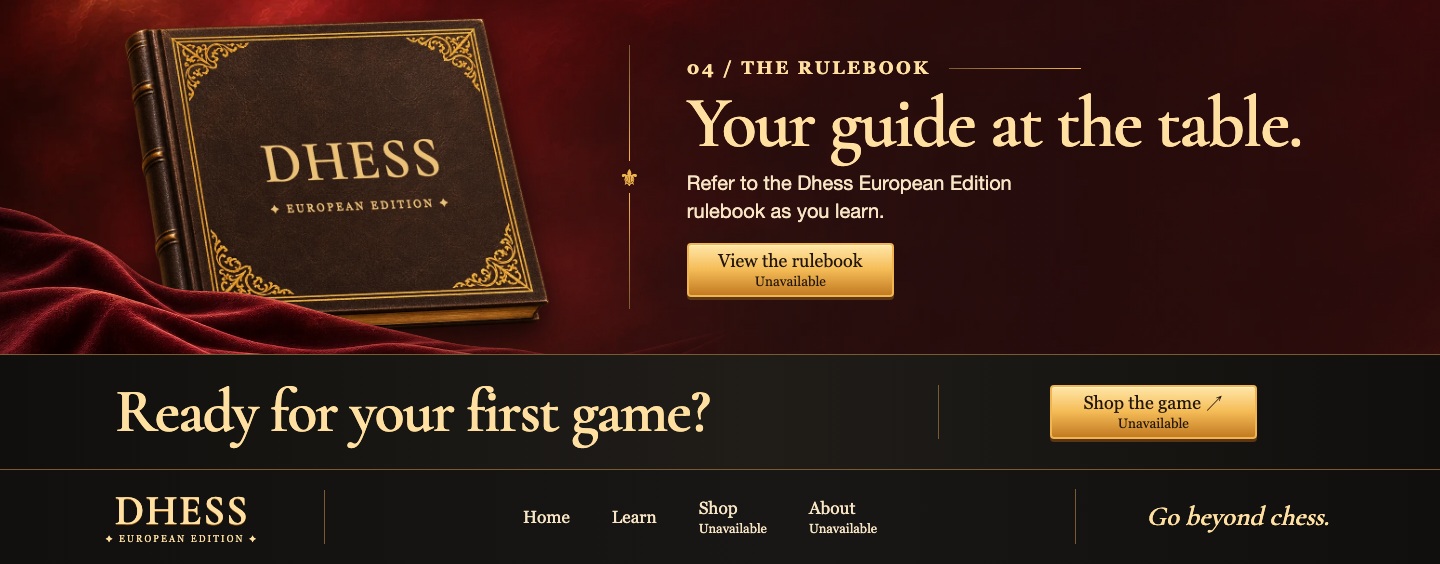 DHESS
✦ EUROPEAN EDITION ✦
04 / THE RULEBOOK
Your guide at the table.
Refer to the Dhess European Edition
rulebook as you learn.
View the rulebook
Unavailable
Ready for your first game?
Shop the game ↗
Unavailable
DHESS
✦ EUROPEAN EDITION ✦
Home
Learn
Shop
Unavailable
About
Unavailable
Go beyond chess.